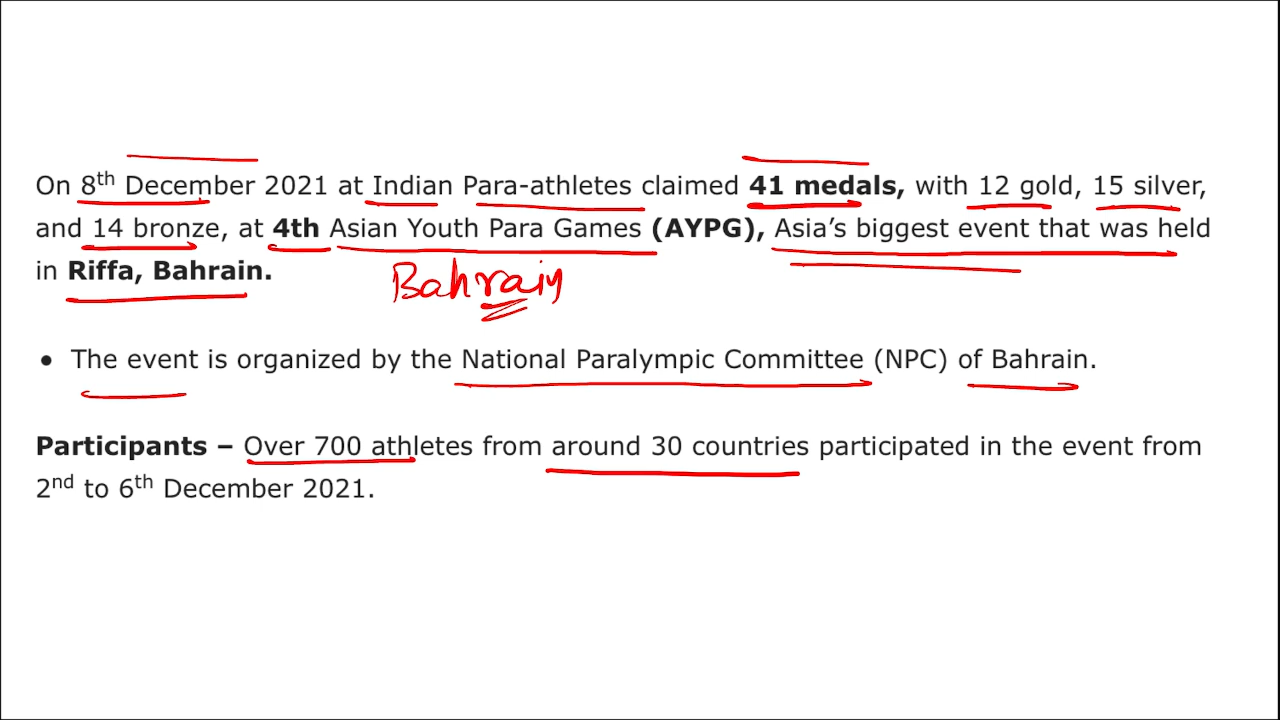 On 8th December 2021 at Indian Para-athletes claimed 41 medals, with 12 gold, 15 silver,
and 14 bronze, at 4th Asian Youth Para Games (AYPG), Asia's biggest event that was held
in Riffa, Bahrain.
Bahrain
• The event is organized by the National Paralympic Committee (NPC) of Bahrain.
Participants – Over 700 athletes from around 30 countries participated in the event from
2nd to 6th December 2021.